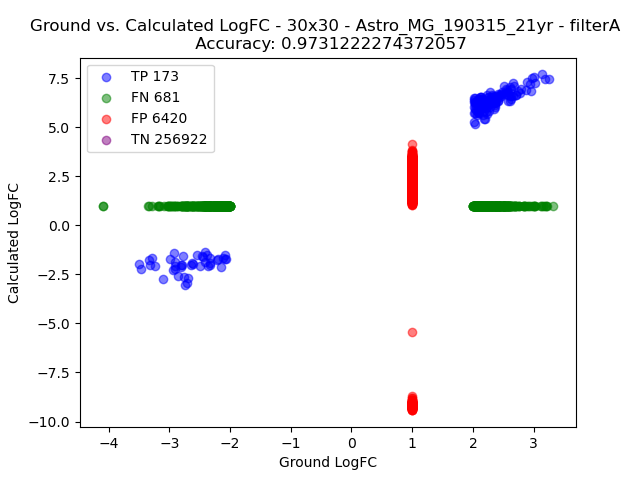 Ground vs. Calculated LogFC - 30x30 - Astro_MG_190315_21yr - filterA
Accuracy: 0.9731222274372057
TP 173
FN 681
FP 6420
TN 256922
7.5
5.0
2.5
0.0
−2.5
−5.0
−7.5
−10.0
Calculated LogFC
−4 −3 −2 −1 0 1 2 3
Ground LogFC